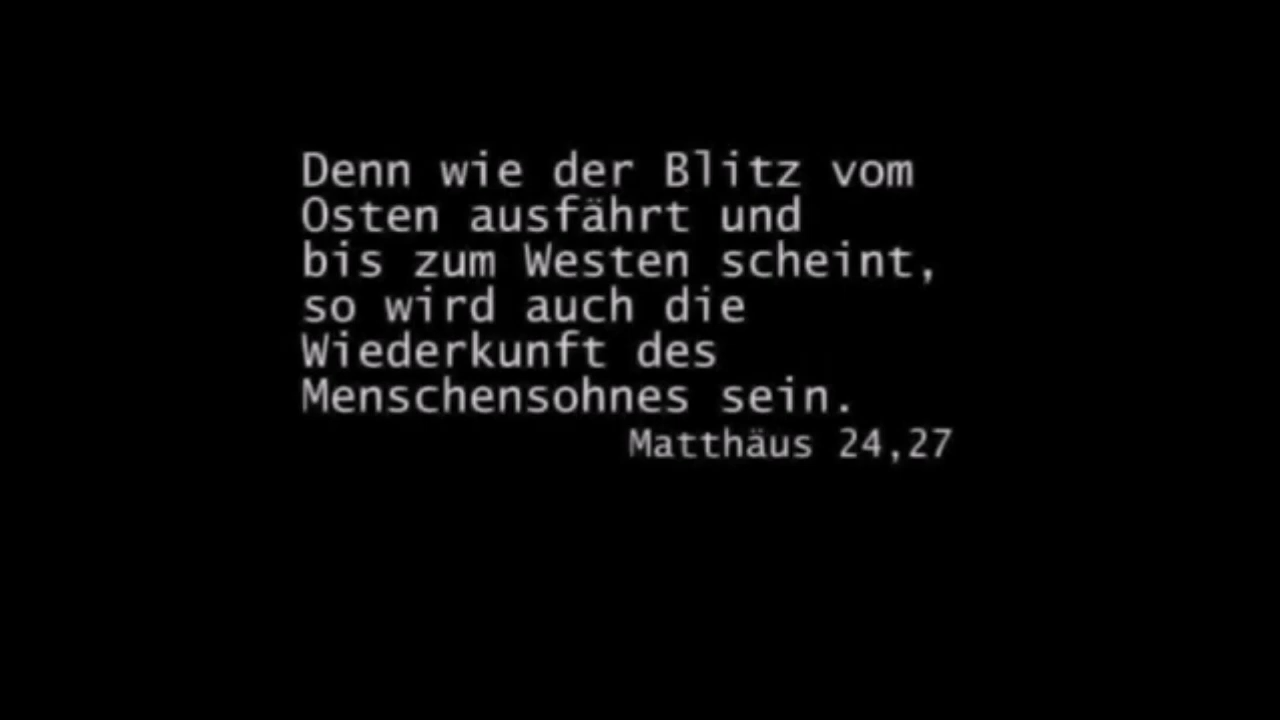 Denn wie der Blitz vom
Osten ausfährt und
bis zum Westen scheint,
so wird auch die
Wiederkunft des
Menschensohnes sein.
Matthäus 24,27